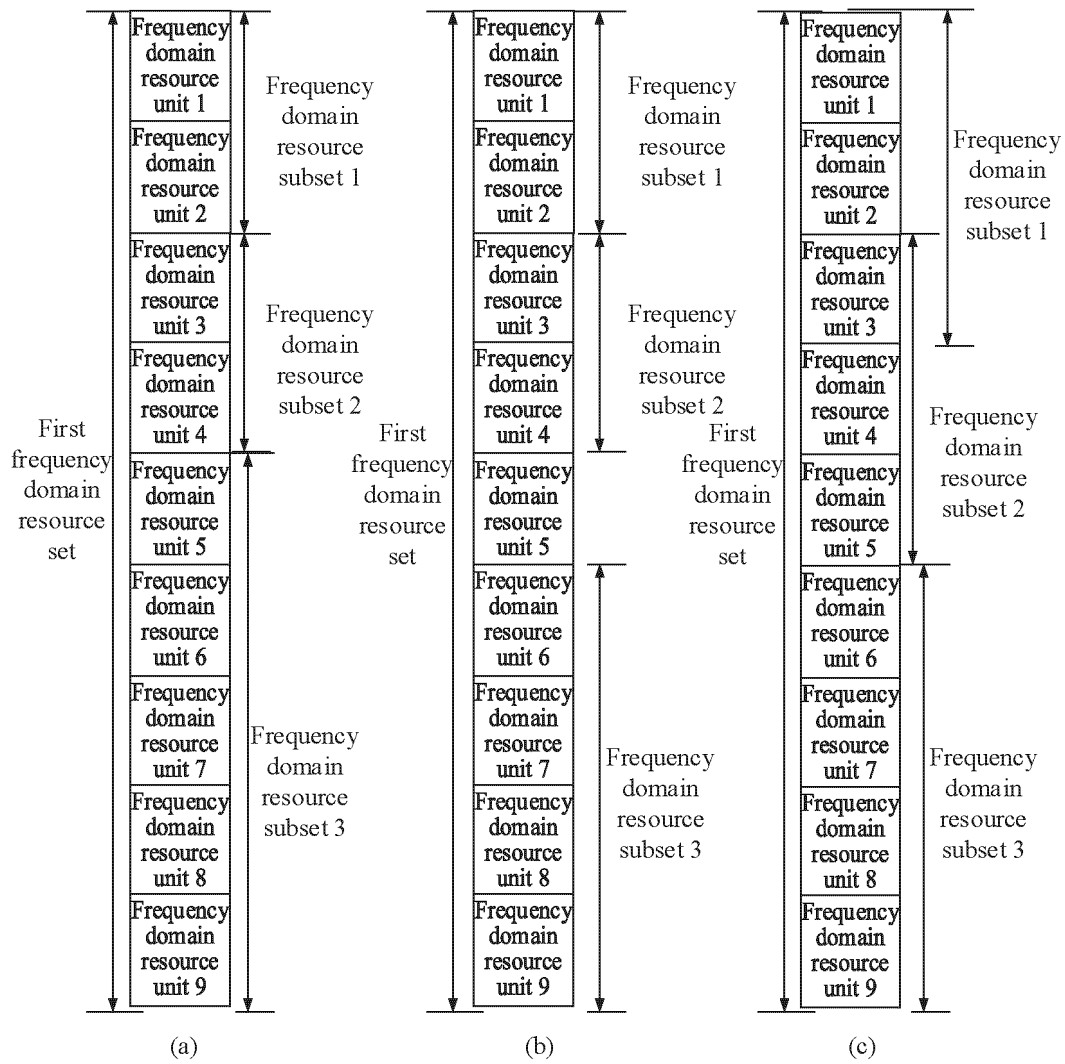 Frequency
domain
resource
unit 1
Frequency
domain
resource
unit 2
Frequency
domain
resource
unit 3
Frequency
domain
resource
unit 4
Frequency
domain
resource
unit 5
Frequency
domain
resource
unit 6
Frequency
domain
resource
unit 7
Frequency
domain
resource
unit 8
Frequency
domain
resource
unit 9
First
frequency
domain
resource
set
Frequency
domain
resource
subset 1
Frequency
domain
resource
subset 2
Frequency
domain
resource
subset 3
(a)
Frequency
domain
resource
unit 1
Frequency
domain
resource
unit 2
Frequency
domain
resource
unit 3
Frequency
domain
resource
unit 4
Frequency
domain
resource
unit 5
Frequency
domain
resource
unit 6
Frequency
domain
resource
unit 7
Frequency
domain
resource
unit 8
Frequency
domain
resource
unit 9
First
frequency
domain
resource
set
Frequency
domain
resource
subset 1
Frequency
domain
resource
subset 2
Frequency
domain
resource
subset 3
(b)
Frequency
domain
resource
unit 1
Frequency
domain
resource
unit 2
Frequency
domain
resource
unit 3
Frequency
domain
resource
unit 4
Frequency
domain
resource
unit 5
Frequency
domain
resource
unit 6
Frequency
domain
resource
unit 7
Frequency
domain
resource
unit 8
Frequency
domain
resource
unit 9
First
frequency
domain
resource
set
Frequency
domain
resource
subset 1
Frequency
domain
resource
subset 2
Frequency
domain
resource
subset 3
(c)